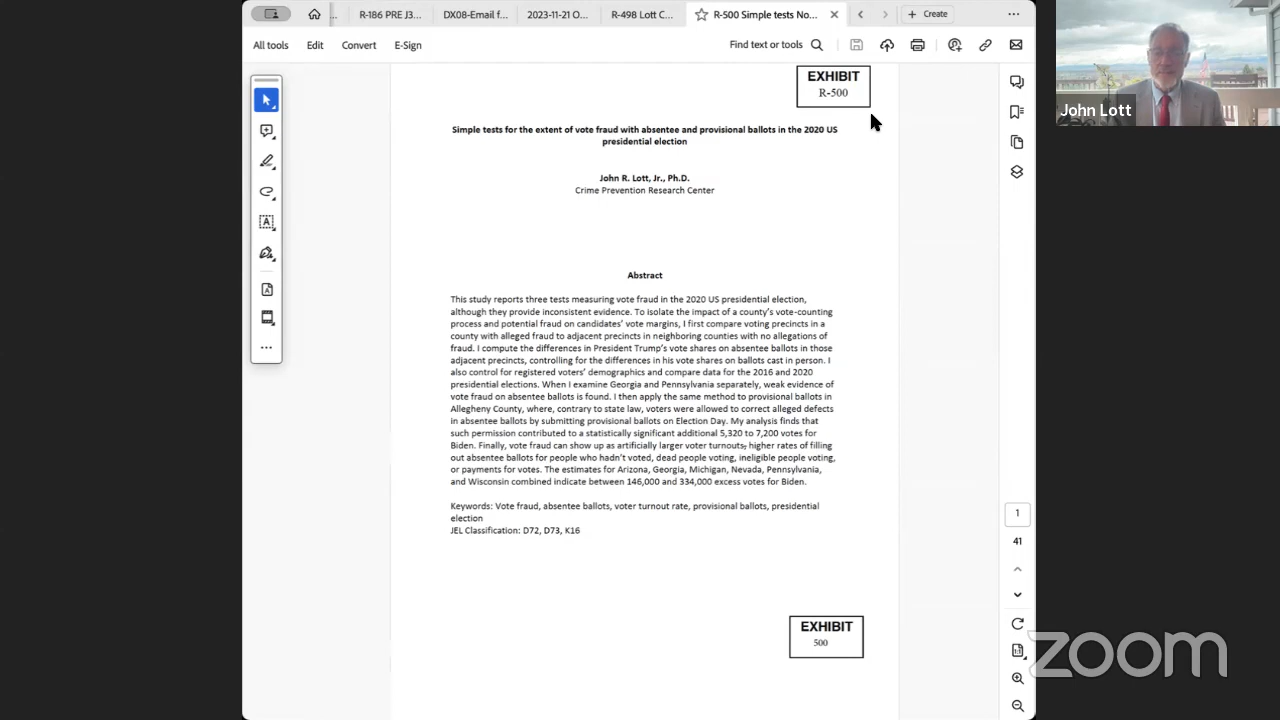 R-186 PRE J3...
DX08-Email f...
2023-11-21 O...
R-498 Lott C...
R-500 Simple tests No...
Create
All tools
Edit
Convert
E-Sign
Find text or tools
EXHIBIT
R-500
Simple tests for the extent of vote fraud with absentee and provisional ballots in the 2020 US
presidential election
John R. Lott, Jr., Ph.D.
Crime Prevention Research Center
Abstract
This study reports three tests measuring vote fraud in the 2020 US presidential election,
although they provide inconsistent evidence. To isolate the impact of a county's vote-counting
process and potential fraud on candidates' vote margins, I first compare voting precincts in a
county with alleged fraud to adjacent precincts in neighboring counties with no allegations of
fraud. I compute the differences in President Trump's vote shares on absentee ballots in those
adjacent precincts, controlling for the differences in his vote shares on ballots cast in person. I
also control for registered voters' demographics and compare data for the 2016 and 2020
presidential elections. When I examine Georgia and Pennsylvania separately, weak evidence of
vote fraud on absentee ballots is found. I then apply the same method to provisional ballots in
Allegheny County, where, contrary to state law, voters were allowed to correct alleged defects
in absentee ballots by submitting provisional ballots on Election Day. My analysis finds that
such permission contributed to a statistically significant additional 5,320 to 7,200 votes for
Biden. Finally, vote fraud can show up as artificially larger voter turnouts, higher rates of filling
out absentee ballots for people who hadn't voted, dead people voting, ineligible people voting,
or payments for votes. The estimates for Arizona, Georgia, Michigan, Nevada, Pennsylvania,
and Wisconsin combined indicate between 146,000 and 334,000 excess votes for Biden.
Keywords: Vote fraud, absentee ballots, voter turnout rate, provisional ballots, presidential
election
JEL Classification: D72, D73, K16
EXHIBIT
500
1
41
John Lott
zoom